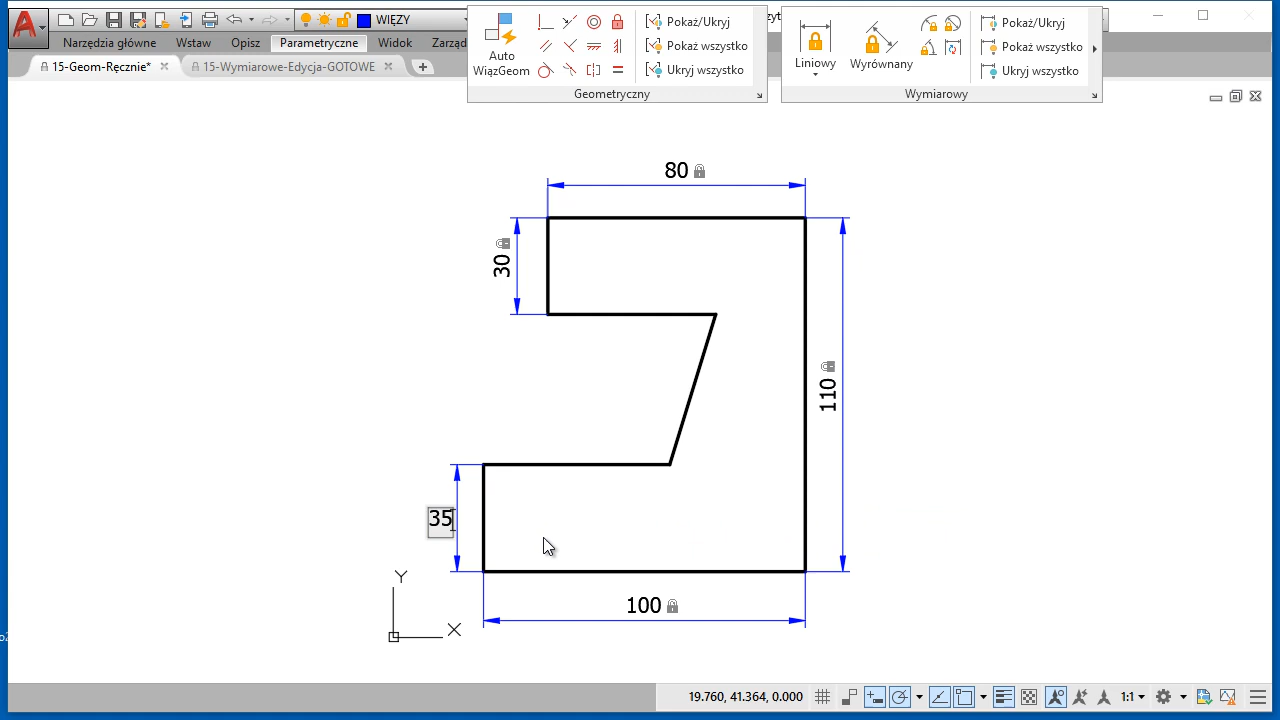 WIĘZY
Narzędzia główne Wstaw Opisz Parametryczne Widok Zarząd
15-Geom-Ręcznie* 15-Wymiarowe-Edycja-GOTOWE
Auto
WiązGeom
Pokaż/Ukryj
Pokaż wszystko
Ukryj wszystko
Geometryczny
Liniowy
Wyrównany
Pokaż/Ukryj
Pokaż wszystko
Ukryj wszystko
Wymiarowy
80
30
110
35
100
Y
X
19.760, 41.364, 0.000
1:1